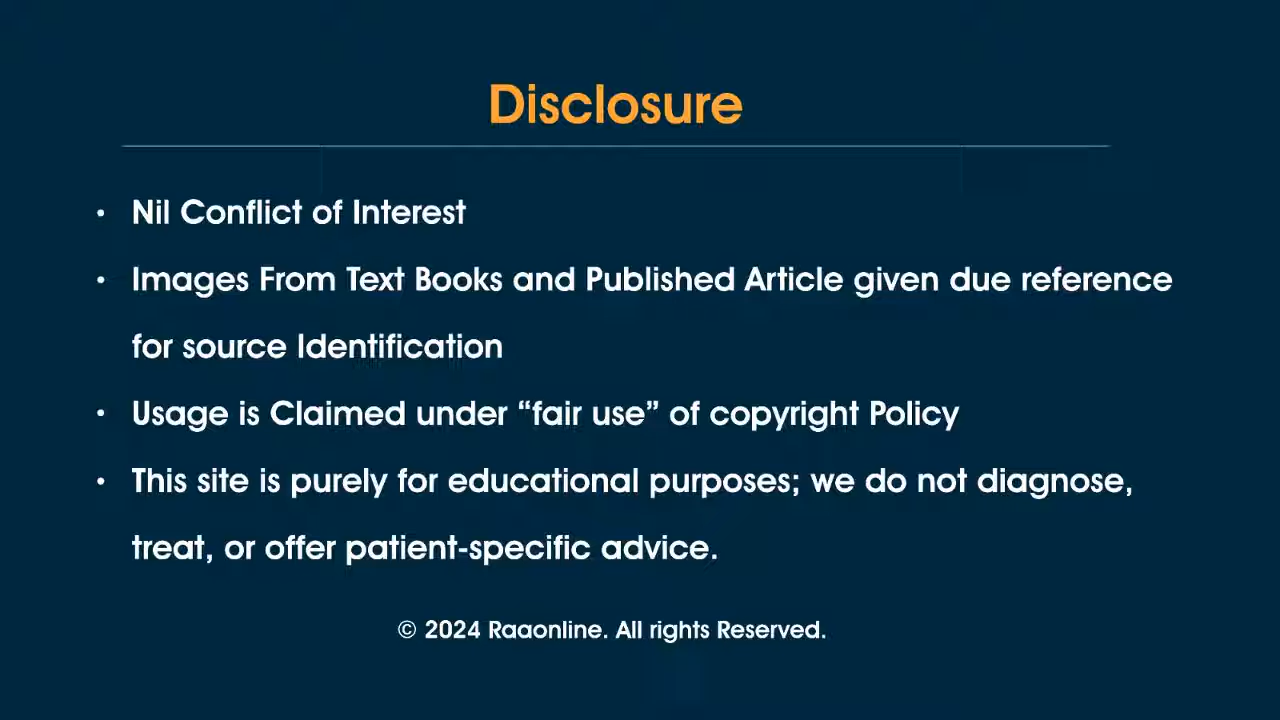 Disclosure
• Nil Conflict of Interest
• Images From Text Books and Published Article given due reference
for source Identification
• Usage is Claimed under “fair use” of copyright Policy
• This site is purely for educational purposes; we do not diagnose,
treat, or offer patient-specific advice.
© 2024 Raaonline. All rights Reserved.